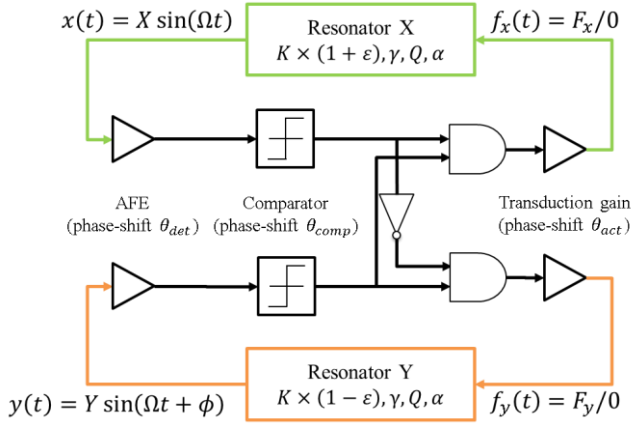 x(t) = X sin(Ωt)
Resonator X
K × (1 + ε), γ, Q, α
f_x(t) = F_x/0
AFE
(phase-shift θ_det)
Comparator
(phase-shift θ_comp)
Transduction gain
(phase-shift θ_act)
y(t) = Y sin(Ωt + ϕ)
Resonator Y
K × (1 − ε), γ, Q, α
f_y(t) = F_y/0